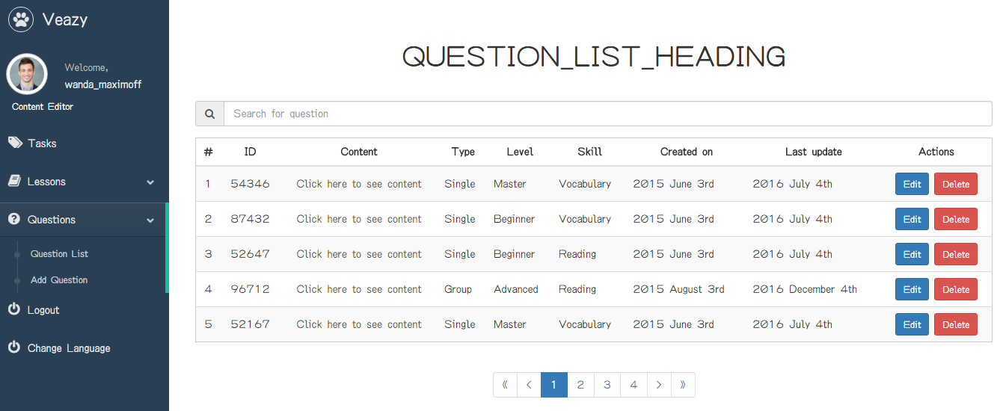 Veazy
Welcome,
wanda_maximoff
Content Editor
Tasks
Lessons
Questions
Question List
Add Question
Logout
Change Language
QUESTION_LIST_HEADING
Search for question
# ID Content Type Level Skill Created on Last update Actions
1 54346 Click here to see content Single Master Vocabulary 2015 June 3rd 2016 July 4th Edit Delete
2 87432 Click here to see content Single Beginner Vocabulary 2015 June 3rd 2016 July 4th Edit Delete
3 52647 Click here to see content Single Beginner Reading 2015 June 3rd 2016 July 4th Edit Delete
4 96712 Click here to see content Group Advanced Reading 2015 August 3rd 2016 December 4th Edit Delete
5 52167 Click here to see content Single Master Vocabulary 2015 June 3rd 2016 July 4th Edit Delete
« < 1 2 3 4 > »